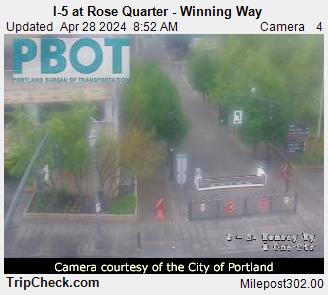 I-5 at Rose Quarter - Winning Way
Updated Apr 28 2024 8:52 AM Camera 4
PBOT
PORTLAND BUREAU OF TRANSPORTATION
Camera courtesy of the City of Portland
TripCheck.com Milepost302.00